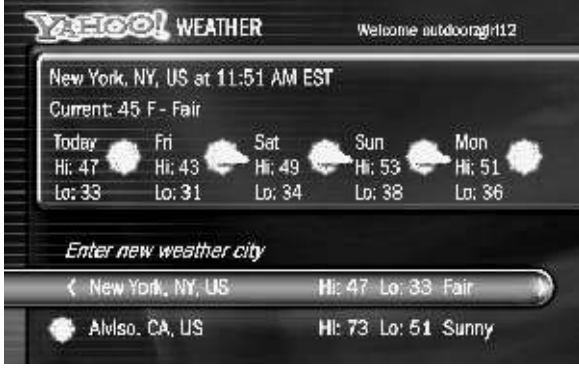 YAHOO! WEATHER Welcome outdoorzgirl12
New York, NY, US at 11:51 AM EST
Current: 45 F - Fair
Today Fri Sat Sun Mon
Hi: 47 Hi: 43 Hi: 49 Hi: 53 Hi: 51
Lo: 33 Lo: 31 Lo: 34 Lo: 38 Lo: 36
Enter new weather city
New York, NY, US Hi: 47 Lo: 33 Fair
Alviso, CA, US Hi: 73 Lo: 51 Sunny